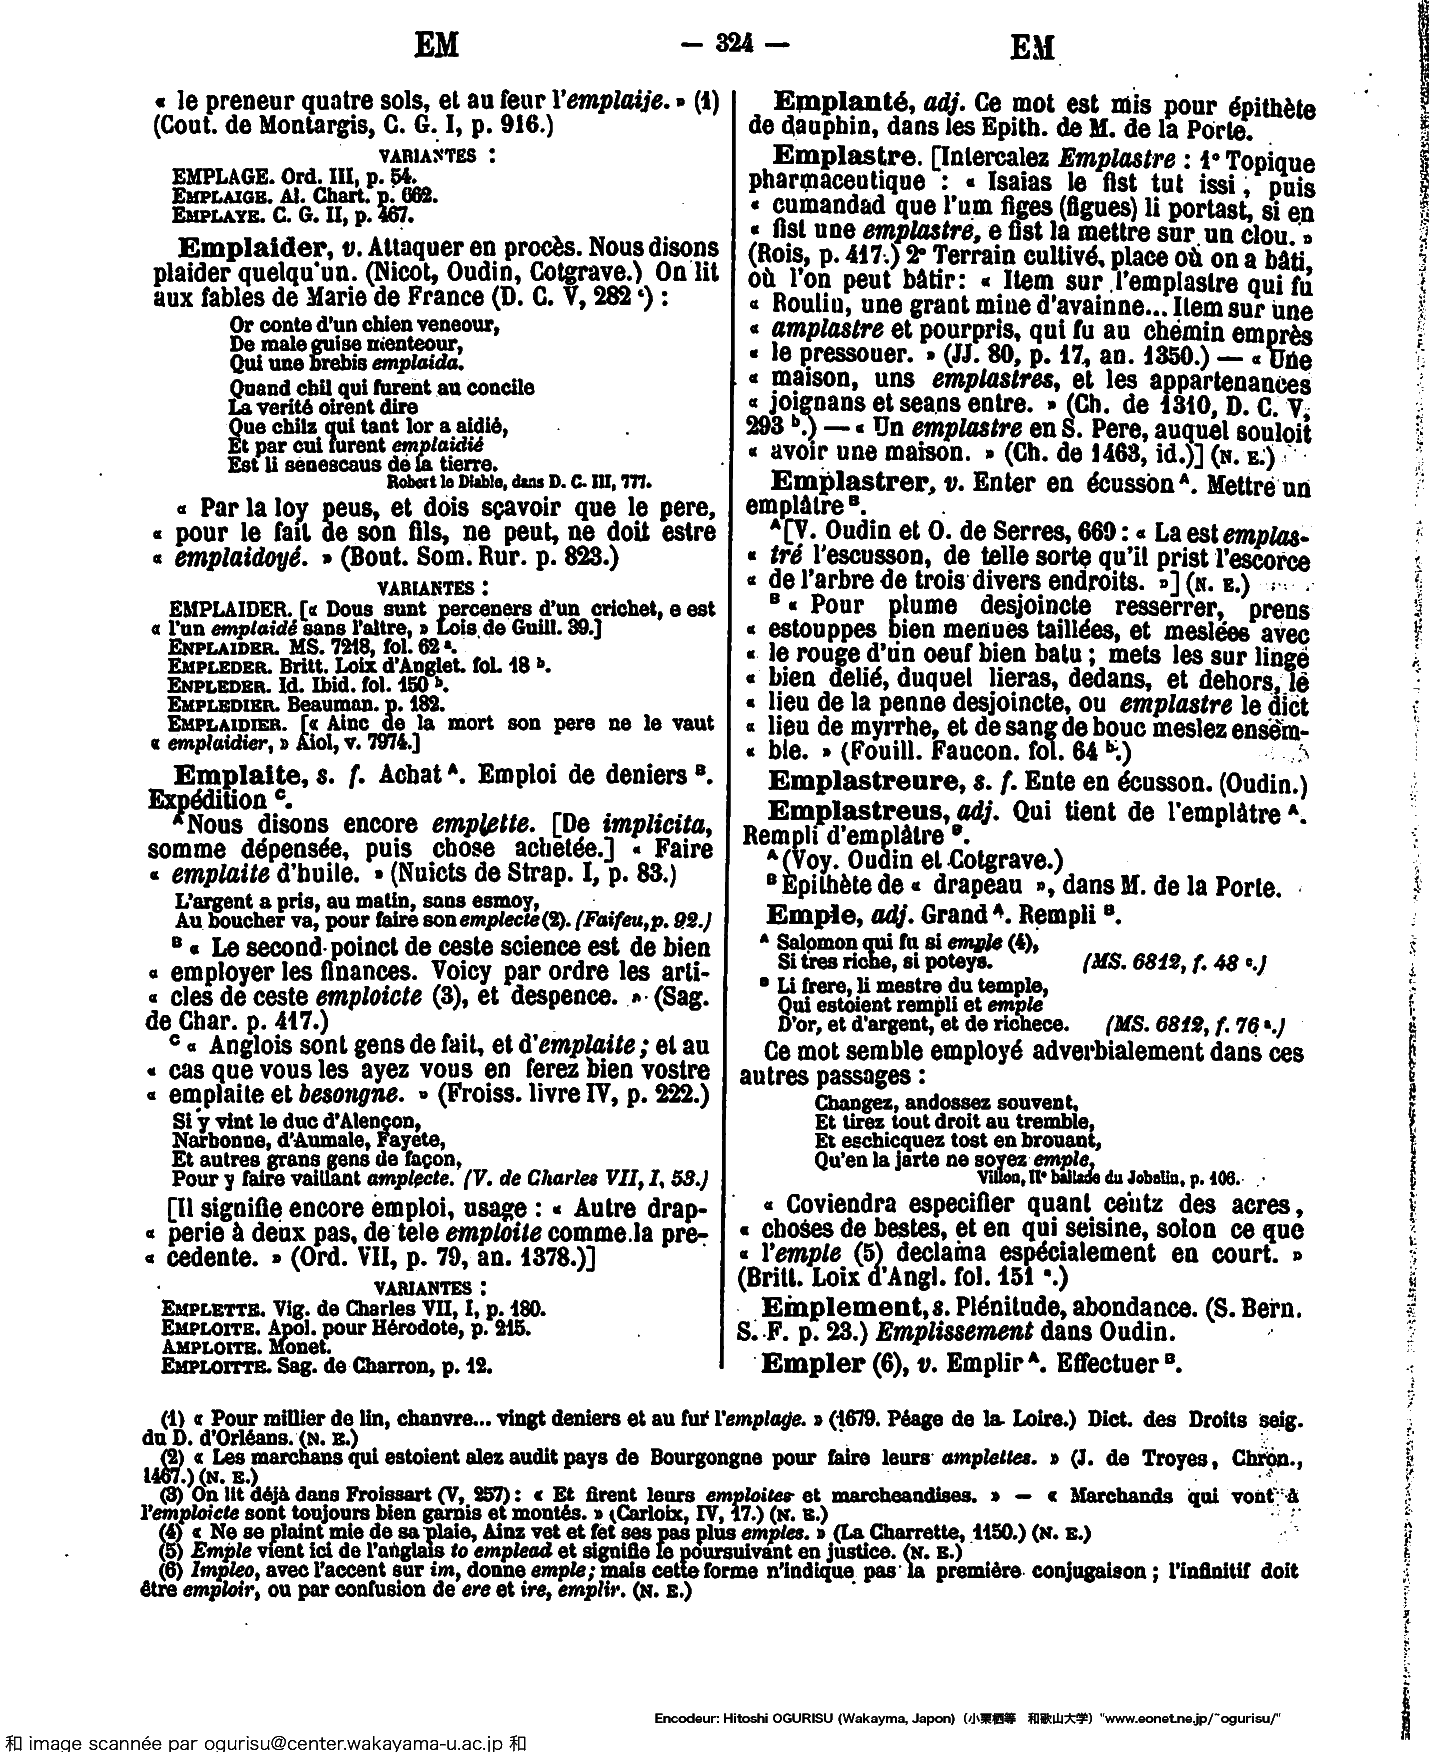 EM — 324 — EM
« le preneur quatre sols, et au feur l'emplaije. » (1)
(Cout. de Montargis, C. G. I, p. 916.)
VARIANTES :
EMPLAGE. Ord. III, p. 54.
EMPLAIGE. Al. Chart. p. 662.
EMPLAYE. C. G. II, p. 467.
Emplaider, v. Attaquer en procès. Nous disons
plaider quelqu'un. (Nicot, Oudin, Cotgrave.) On lit
aux fables de Marie de France (D. C. V, 282 c) :
Or conte d'un chien veneour,
De male guise menteour,
Qui une brebis emplaida.
Quand chil qui furent au concile
La verité oirent dire
Que chilz qui tant lor a aidié,
Et par cui furent emplaidié
Est li senescaus de la tierre.
Robert le Diable, dans D. C. III, 777.
« Par la loy peus, et dois sçavoir que le pere,
« pour le fait de son fils, ne peut, ne doit estre
« emplaidoyé. » (Bout. Som. Rur. p. 823.)
VARIANTES :
EMPLAIDER. [« Dous sunt perceners d'un crichet, e est
« l'un emplaidé sans l'altre, » Lois de Guill. 39.]
ENPLAIDER. MS. 7218, fol. 62 a.
EMPLEDER. Britt. Loix d'Anglet. fol. 18 b.
ENPLEDER. Id. Ibid. fol. 150 b.
EMPLEDIER. Beauman. p. 182.
EMPLAIDIER. [« Ainc de la mort son pere ne le vaut
« emplaidier, » Aiol, v. 7974.]
Emplaite, s. f. Achat A. Emploi de deniers B.
Expédition C.
A Nous disons encore emplette. [De implicita,
somme dépensée, puis chose achetée.] « Faire
« emplaite d'huile. » (Nuicts de Strap. I, p. 83.)
L'argent a pris, au matin, sans esmoy,
Au boucher va, pour faire son emplecte (2). (Faifeu, p. 92.)
B « Le second poinct de ceste science est de bien
« employer les finances. Voicy par ordre les arti-
« cles de ceste emploicte (3), et despence. » (Sag.
de Char. p. 417.)
C « Anglois sont gens de fait, et d'emplaite ; et au
« cas que vous les ayez vous en ferez bien vostre
« emplaite et besongne. » (Froiss. livre IV, p. 222.)
Si y vint le duc d'Alençon,
Narbonne, d'Aumale, Fayete,
Et autres grans gens de façon,
Pour y faire vaillant amplecte. (V. de Charles VII, I, 53.)
[Il signifie encore emploi, usage : « Autre drap-
« perie à deux pas, de tele emploite comme la pre-
« cedente. » (Ord. VII, p. 79, an. 1378.)]
VARIANTES :
EMPLETTE. Vig. de Charles VII, I, p. 180.
EMPLOITE. Apol. pour Hérodote, p. 215.
AMPLOITE. Monet.
EMPLOITTE. Sag. de Charron, p. 12.
Emplanté, adj. Ce mot est mis pour épithète
de dauphin, dans les Epith. de M. de la Porte.
Emplastre. [Intercalez Emplastre : 1° Topique
pharmaceutique : « Isaias le fist tut issi, puis
« cumandad que l'um figes (figues) li portast, si en
« fist une emplastre, e fist la mettre sur un clou. »
(Rois, p. 417.) 2° Terrain cultivé, place où on a bâti,
où l'on peut bâtir : « Item sur l'emplastre qui fu
« Roulin, une grant mine d'avainne... Item sur une
« amplastre et pourpris, qui fu au chemin emprès
« le pressouer. » (JJ. 80, p. 17, an. 1350.) — « Une
« maison, uns emplastres, et les appartenances
« joignans et seans entre. » (Ch. de 1310, D. C. V,
293 b.) — « Un emplastre en S. Pere, auquel souloit
« avoir une maison. » (Ch. de 1463, id.)] (N. E.)
Emplastrer, v. Enter en écusson A. Mettre un
emplâtre B.
A [V. Oudin et O. de Serres, 669 : « La est emplas-
« tré l'escusson, de telle sorte qu'il prist l'escorce
« de l'arbre de trois divers endroits. »] (N. E.)
B « Pour plume desjoincte resserrer, prens
« estouppes bien menues taillées, et meslées avec
« le rouge d'un oeuf bien batu ; mets les sur linge
« bien delié, duquel lieras, dedans, et dehors, le
« lieu de la penne desjoincte, ou emplastre le dict
« lieu de myrrhe, et de sang de bouc meslez ensem-
« ble. » (Fouill. Faucon. fol. 64 b.)
Emplastreure, s. f. Ente en écusson. (Oudin.)
Emplastreus, adj. Qui tient de l'emplâtre A.
Rempli d'emplâtre B.
A (Voy. Oudin et Cotgrave.)
B Epithète de « drapeau », dans M. de la Porte.
Emple, adj. Grand A. Rempli B.
A Salomon qui fu si emple (4),
Si tres riche, si poteys. (MS. 6812, f. 48 c.)
B Li frere, li mestre du temple,
Qui estoient rempli et emple
D'or, et d'argent, et de richece. (MS. 6812, f. 76 a.)
Ce mot semble employé adverbialement dans ces
autres passages :
Changez, andossez souvent,
Et tirez tout droit au tremble,
Et eschicquez tost en brouant,
Qu'en la jarte ne soyez emple,
Villon, IIe ballade du Jobelin, p. 106.
« Coviendra especifier quant ceintz des acres,
« choses de bestes, et en qui seisine, solon ce que
« l'emple (5) declama espécialement en court. »
(Britt. Loix d'Angl. fol. 151 a.)
Emplement, s. Plénitude, abondance. (S. Bern.
S. F. p. 23.) Emplissement dans Oudin.
Empler (6), v. Emplir A. Effectuer B.
(1) « Pour millier de lin, chanvre... vingt deniers et au fur l'emplage. » (1679. Péage de la Loire.) Dict. des Droits seig.
du D. d'Orléans. (N. E.)
(2) « Les marchans qui estoient alez audit pays de Bourgongne pour faire leurs amplettes. » (J. de Troyes, Chron.,
1467.) (N. E.)
(3) On lit déjà dans Froissart (V, 257) : « Et firent leurs emploites et marcheandises. » — « Marchands qui vont à
l'emploicte sont toujours bien garnis et montés. » (Carloix, IV, 17.) (N. E.)
(4) « Ne se plaint mie de sa plaie, Ainz vet et fet ses pas plus emples. » (La Charrette, 1150.) (N. E.)
(5) Emple vient ici de l'anglais to emplead et signifie le poursuivant en justice. (N. E.)
(6) Impleo, avec l'accent sur im, donne emple ; mais cette forme n'indique pas la première conjugaison ; l'infinitif doit
être emploir, ou par confusion de ere et ire, emplir. (N. E.)
Encodeur: Hitoshi OGURISU (Wakayma, Japon) (小栗栖等 和歌山大学) "www.eonet.ne.jp/~ogurisu/"
和 image scannée par ogurisu@center.wakayama-u.ac.jp 和